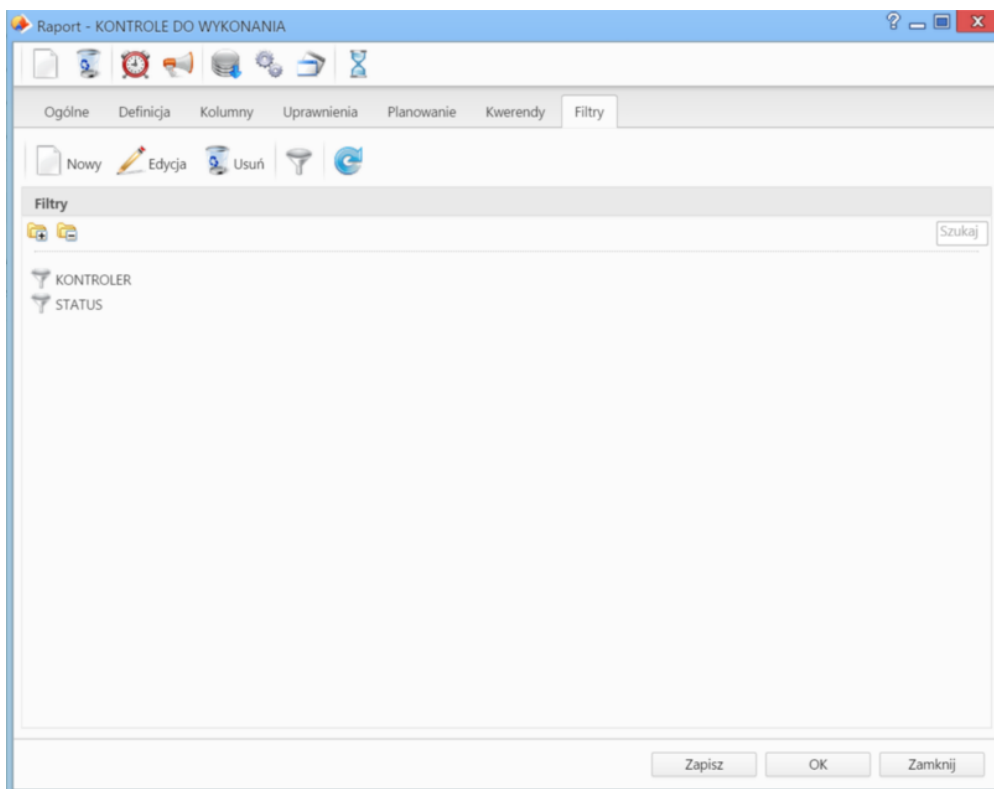 Raport - KONTROLE DO WYKONANIA
Ogólne Definicja Kolumny Uprawnienia Planowanie Kwerendy Filtry
Nowy Edycja Usuń
Filtry
Szukaj
KONTROLER
STATUS
Zapisz OK Zamknij